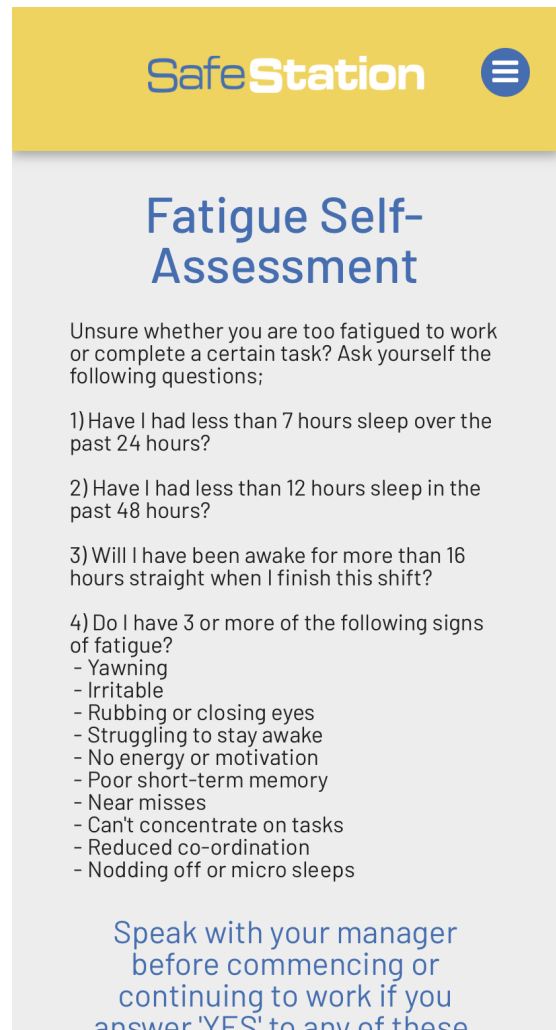 SafeStation
Fatigue Self-
Assessment
Unsure whether you are too fatigued to work
or complete a certain task? Ask yourself the
following questions;
1) Have I had less than 7 hours sleep over the
past 24 hours?
2) Have I had less than 12 hours sleep in the
past 48 hours?
3) Will I have been awake for more than 16
hours straight when I finish this shift?
4) Do I have 3 or more of the following signs
of fatigue?
- Yawning
- Irritable
- Rubbing or closing eyes
- Struggling to stay awake
- No energy or motivation
- Poor short-term memory
- Near misses
- Can't concentrate on tasks
- Reduced co-ordination
- Nodding off or micro sleeps
Speak with your manager
before commencing or
continuing to work if you
answer 'YES' to any of these